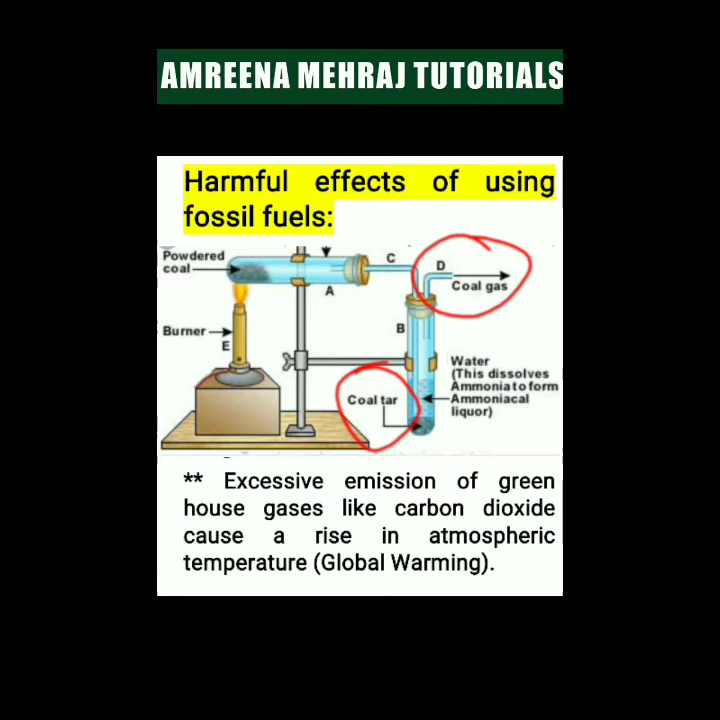 AMREENA MEHRAJ TUTORIALS
Harmful effects of using
fossil fuels:
Powdered
coal
A
C
D
Coal gas
B
Burner
E
Water
(This dissolves
Ammonia to form
Ammoniacal
liquor)
Coal tar
** Excessive emission of green
house gases like carbon dioxide
cause a rise in atmospheric
temperature (Global Warming).